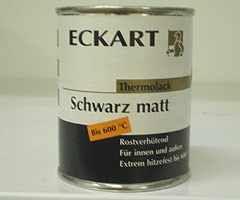 ECKART
Thermolack
Schwarz matt
Bis 600 °C
Rostverhütend
Für innen und außen
Extrem hitzefest bis 600